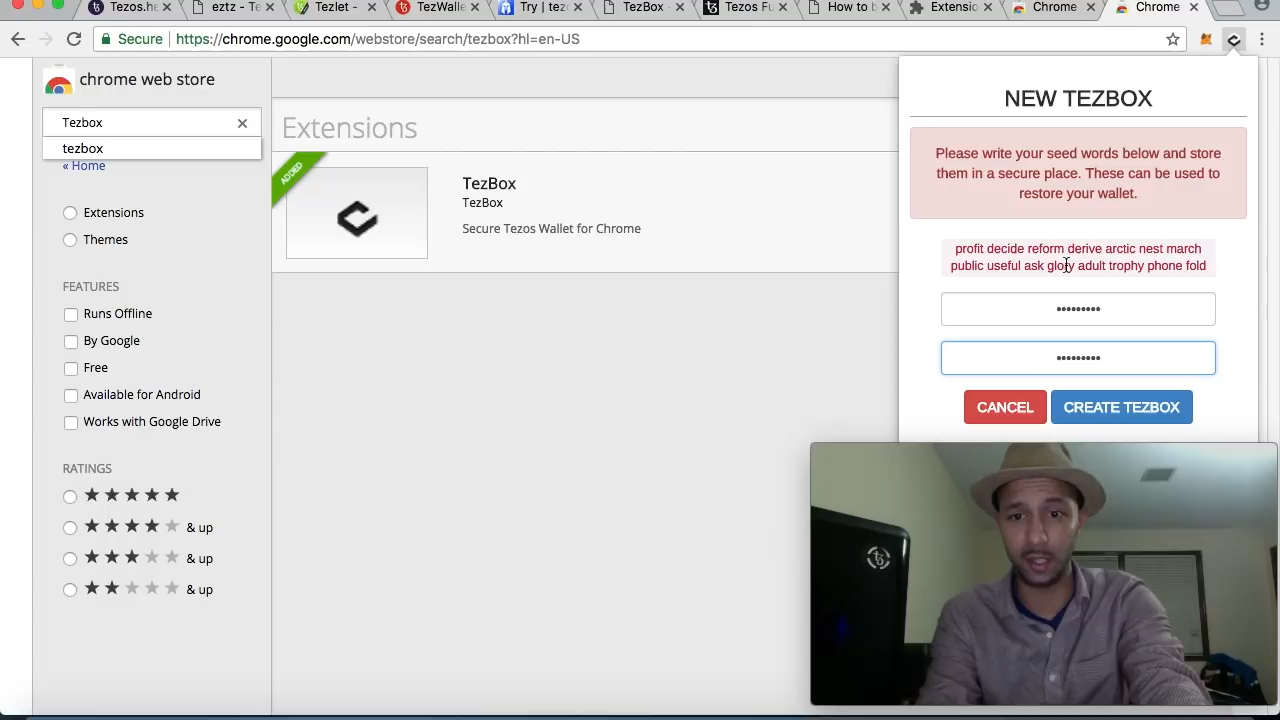 Tezos.he
eztz - Te
Tezlet -
TezWalle
Try | tez
TezBox -
Tezos Fu
How to b
Extensio
Chrome
Chrome
Secure
https://chrome.google.com/webstore/search/tezbox?hl=en-US
chrome web store
Tezbox
tezbox
« Home
Extensions
Themes
FEATURES
Runs Offline
By Google
Free
Available for Android
Works with Google Drive
RATINGS
& up
& up
& up
Extensions
ADDED
TezBox
TezBox
Secure Tezos Wallet for Chrome
NEW TEZBOX
Please write your seed words below and store
them in a secure place. These can be used to
restore your wallet.
profit decide reform derive arctic nest march
public useful ask glory adult trophy phone fold
CANCEL
CREATE TEZBOX